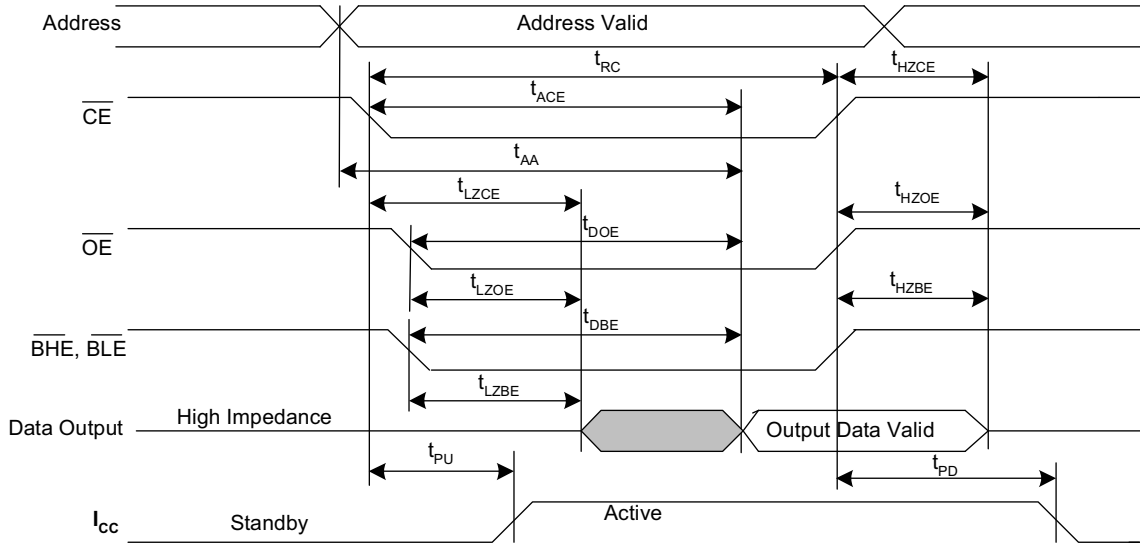 Address
Address Valid
tRC
tHZCE
CE
tACE
tAA
tLZCE
tHZOE
OE
tDOE
tLZOE
tHZBE
BHE, BLE
tDBE
tLZBE
Data Output
High Impedance
Output Data Valid
tPU
tPD
ICC
Standby
Active